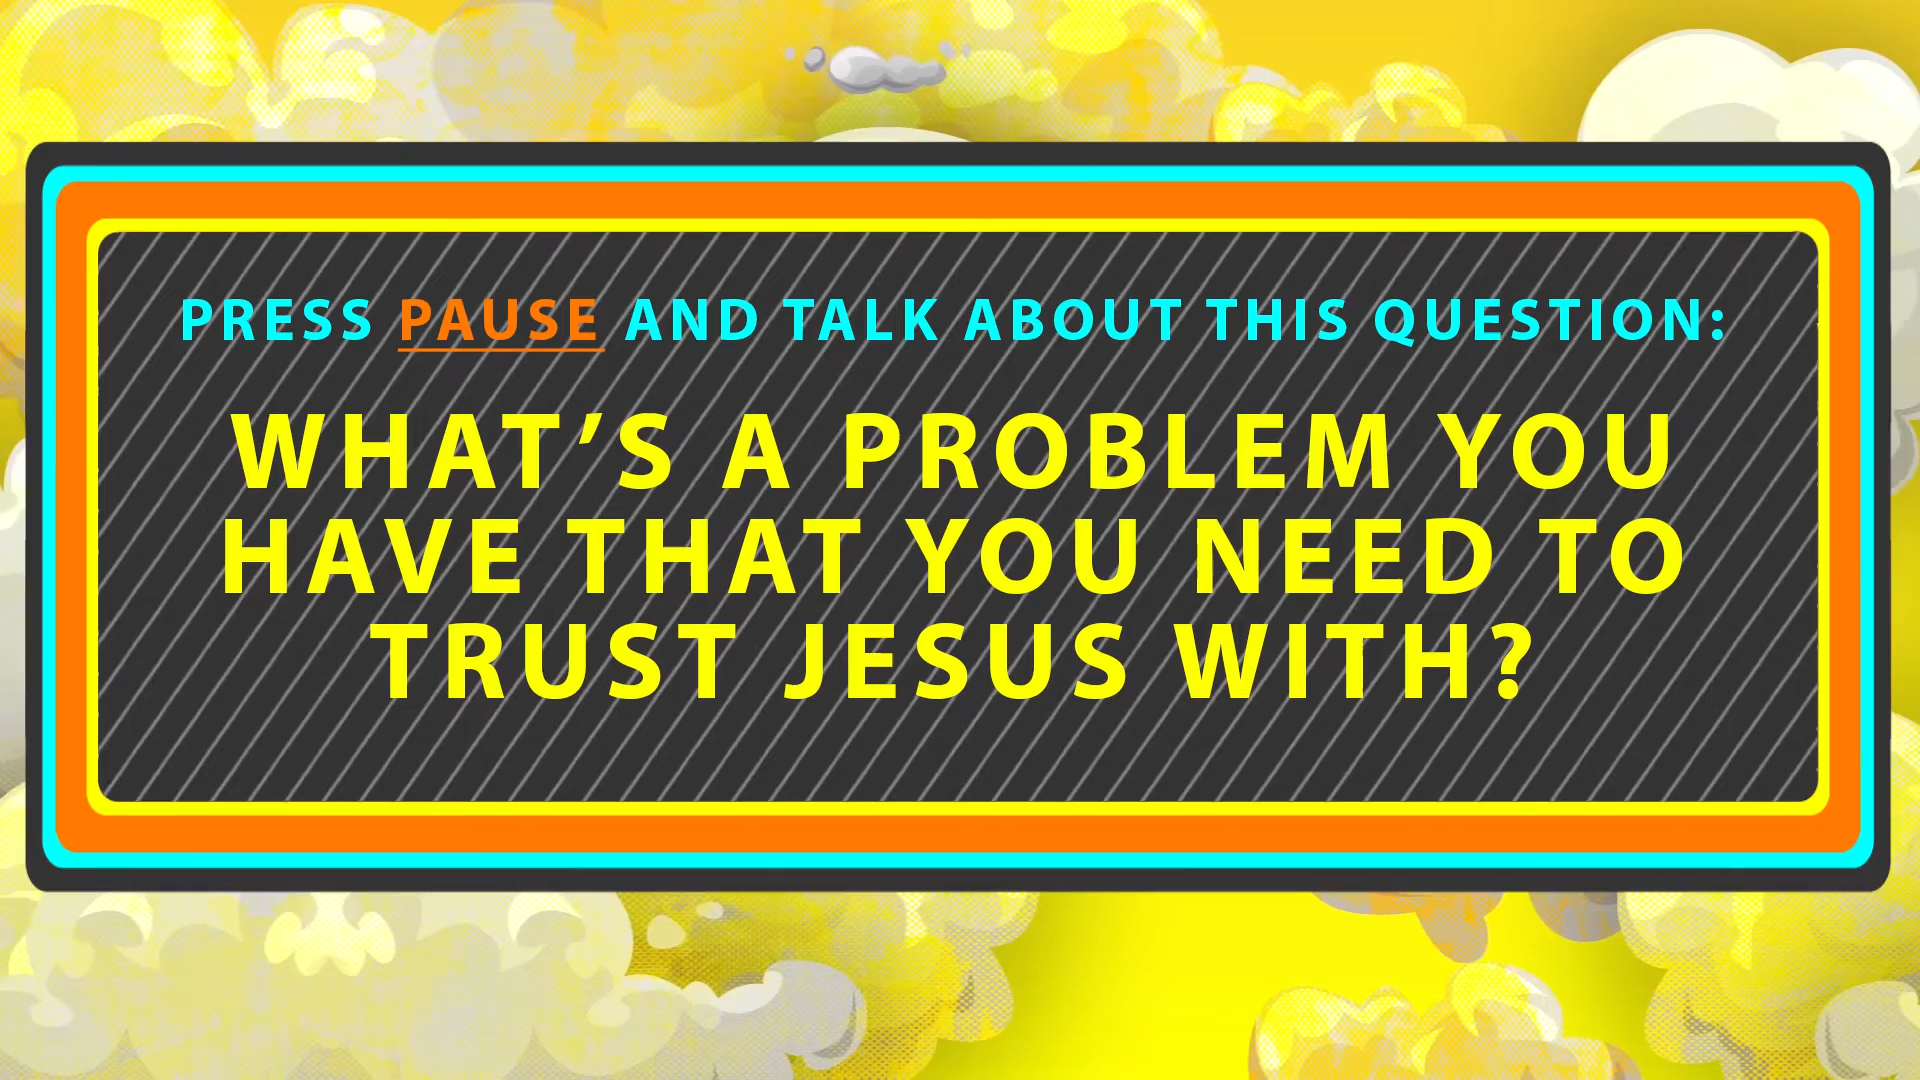 PRESS PAUSE AND TALK ABOUT THIS QUESTION:
WHAT'S A PROBLEM YOU
HAVE THAT YOU NEED TO
TRUST JESUS WITH?